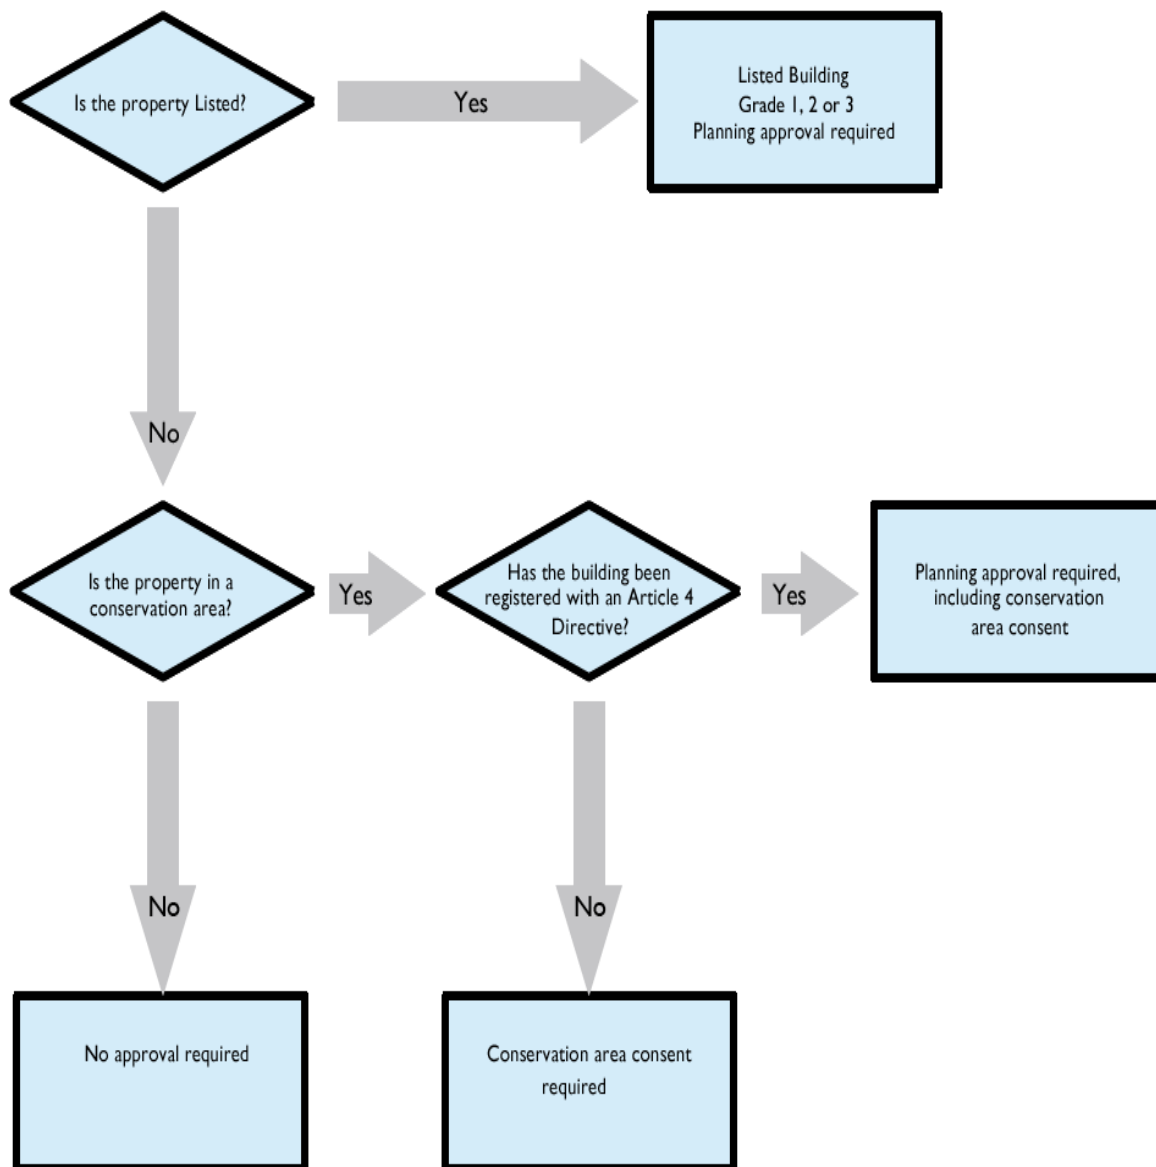 Is the property Listed?
Yes
Listed Building
Grade 1, 2 or 3
Planning approval required
No
Is the property in a
conservation area?
Yes
Has the building been
registered with an Article 4
Directive?
Yes
Planning approval required,
including conservation
area consent
No
No
No approval required
Conservation area consent
required